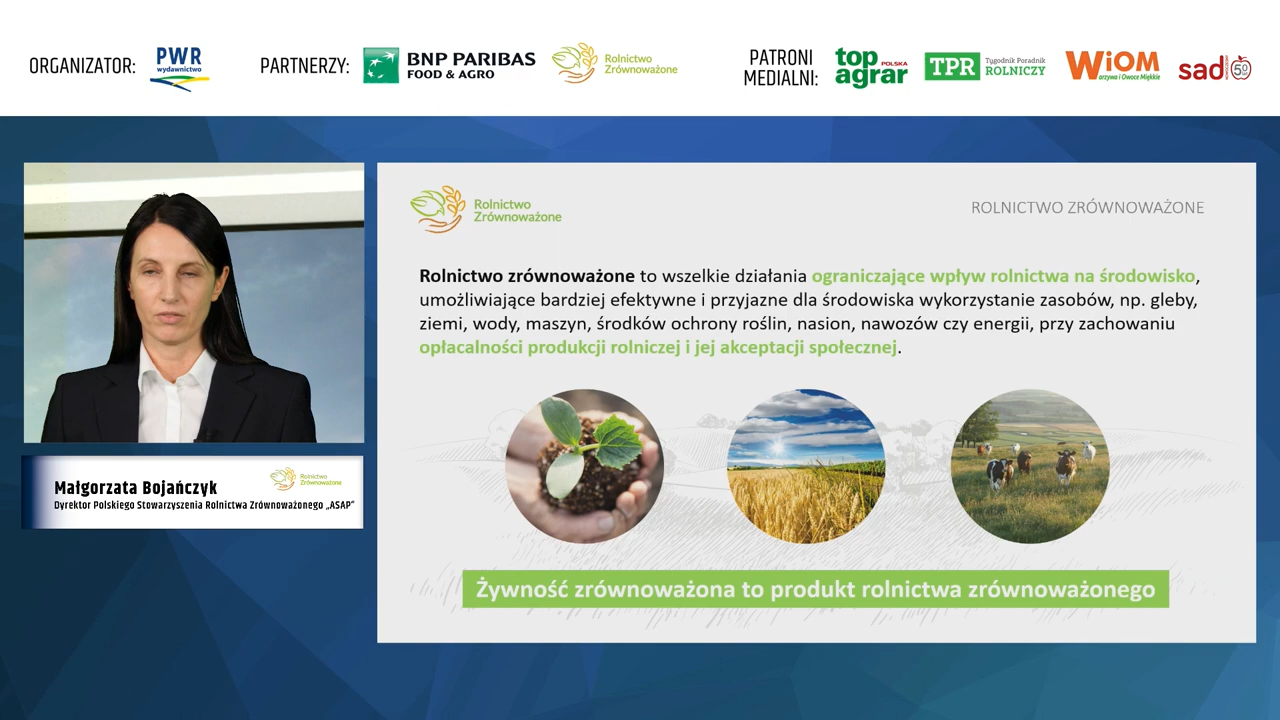 ORGANIZATOR:
PWR
wydawnictwo
PARTNERZY:
BNP PARIBAS
FOOD & AGRO
Rolnictwo
Zrównoważone
PATRONI
MEDIALNI:
top
agrar
POLSKA
TPR
Tygodnik Poradnik
ROLNICZY
WiOM
arzywa i Owoce Miękkie
sad
Rolnictwo
Zrównoważone
ROLNICTWO ZRÓWNOWAŻONE
Rolnictwo zrównoważone to wszelkie działania ograniczające wpływ rolnictwa na środowisko,
umożliwiające bardziej efektywne i przyjazne dla środowiska wykorzystanie zasobów, np. gleby,
ziemi, wody, maszyn, środków ochrony roślin, nasion, nawozów czy energii, przy zachowaniu
opłacalności produkcji rolniczej i jej akceptacji społecznej.
Żywność zrównoważona to produkt rolnictwa zrównoważonego
Rolnictwo
Zrównoważone
Małgorzata Bojańczyk
Dyrektor Polskiego Stowarzyszenia Rolnictwa Zrównoważonego „ASAP”